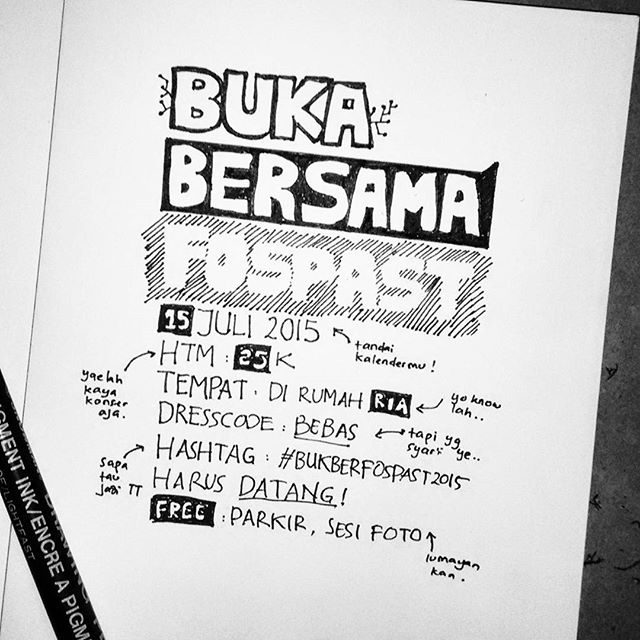 BUKA
BERSAMA
FOSPAST
15 JULI 2015
tandai
kalendermu!
HTM : 25 K
yaelah
kaya
konser
aja.
TEMPAT : DI RUMAH RIA
yo know
lah..
DRESSCODE : BEBAS
tapi yg
syar'i ye..
HASHTAG : #BUKBERFOSPAST2015
sapa
tau
jadi TT
HARUS DATANG!
FREE : PARKIR, SESI FOTO
lumayan
kan.
PIGMENT INK/ENCRE A PIGM
LIGHTFAST